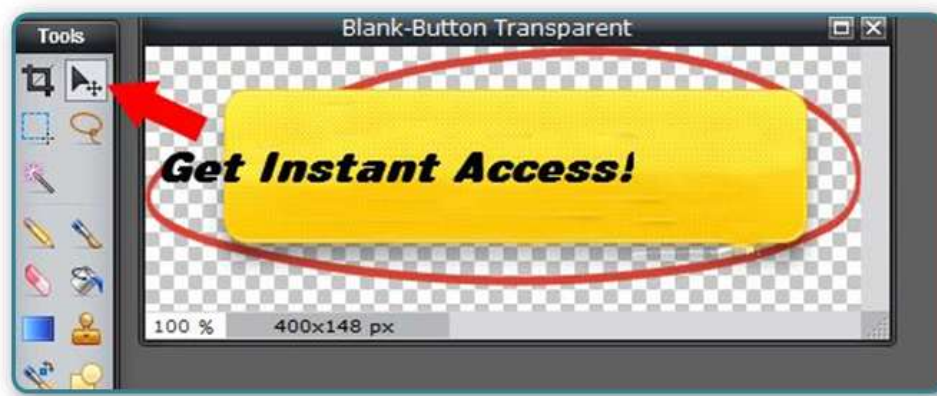 Tools
Blank-Button Transparent
Get Instant Access!
100 %
400x148 px